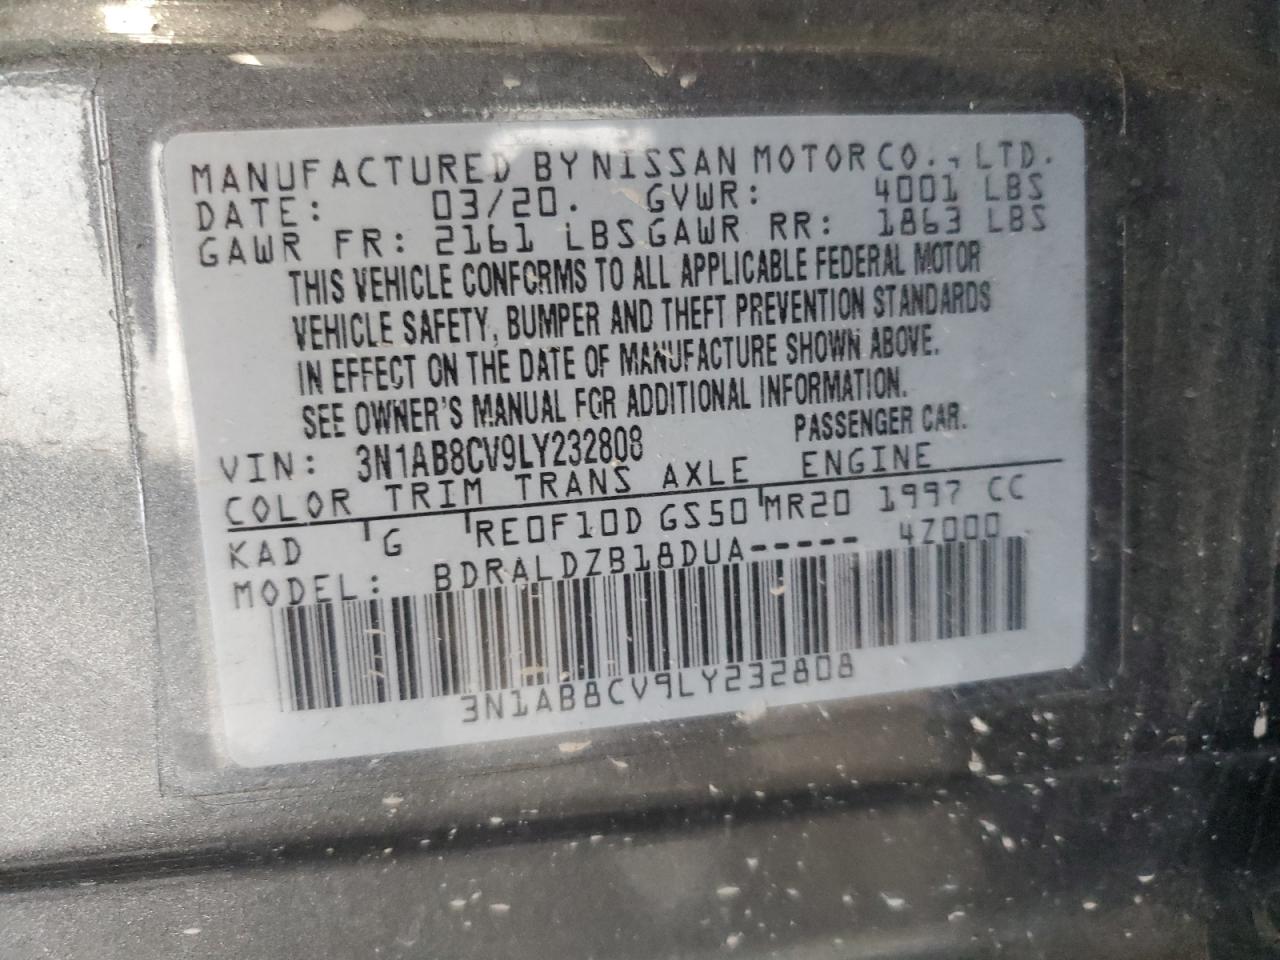 MANUFACTURED BY NISSAN MOTOR CO., LTD.
DATE: 03/20. GVWR: 4001 LBS
GAWR FR: 2161 LBS GAWR RR: 1863 LBS
THIS VEHICLE CONFORMS TO ALL APPLICABLE FEDERAL MOTOR
VEHICLE SAFETY, BUMPER AND THEFT PREVENTION STANDARDS
IN EFFECT ON THE DATE OF MANUFACTURE SHOWN ABOVE.
SEE OWNER'S MANUAL FOR ADDITIONAL INFORMATION.
VIN: 3N1AB8CV9LY232808 PASSENGER CAR.
COLOR TRIM TRANS AXLE ENGINE
KAD G RE0F10D GS50 MR20 1997 CC
MODEL: BDRALDZB18DUA----- 4Z000
3N1AB8CV9LY232808